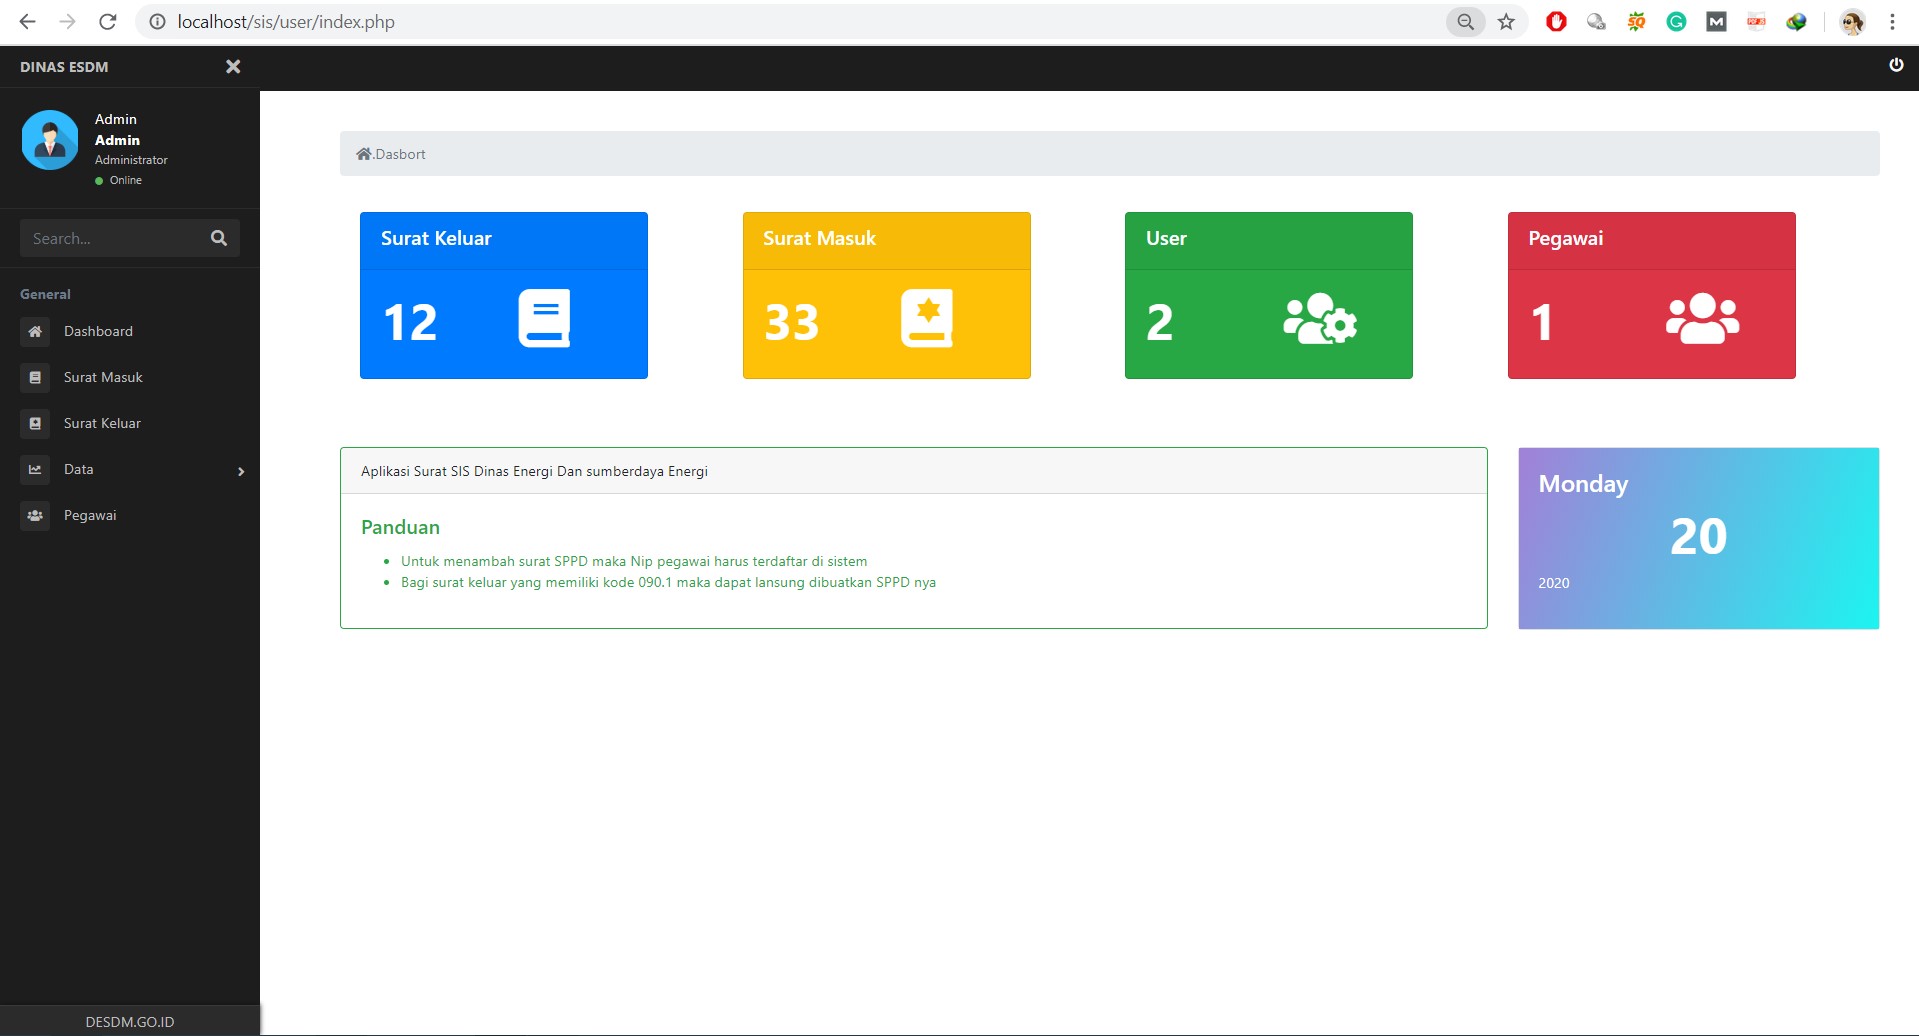 localhost/sis/user/index.php
DINAS ESDM
Admin
Admin
Administrator
Online
Search...
General
Dashboard
Surat Masuk
Surat Keluar
Data
Pegawai
DESDM.GO.ID
.Dasbort
Surat Keluar
12
Surat Masuk
33
User
2
Pegawai
1
Aplikasi Surat SIS Dinas Energi Dan sumberdaya Energi
Panduan
Untuk menambah surat SPPD maka Nip pegawai harus terdaftar di sistem
Bagi surat keluar yang memiliki kode 090.1 maka dapat lansung dibuatkan SPPD nya
Monday
20
2020